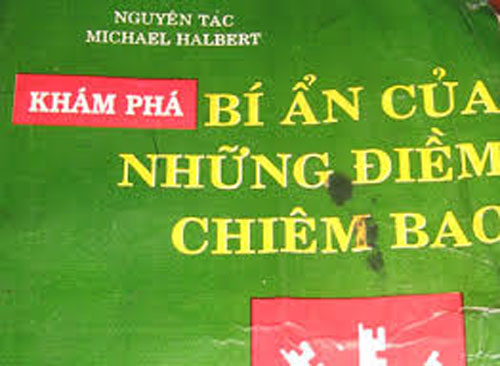 NGUYÊN TÁC
MICHAEL HALBERT
KHÁM PHÁ BÍ ẨN CỦA
NHỮNG ĐIỀM
CHIÊM BAO